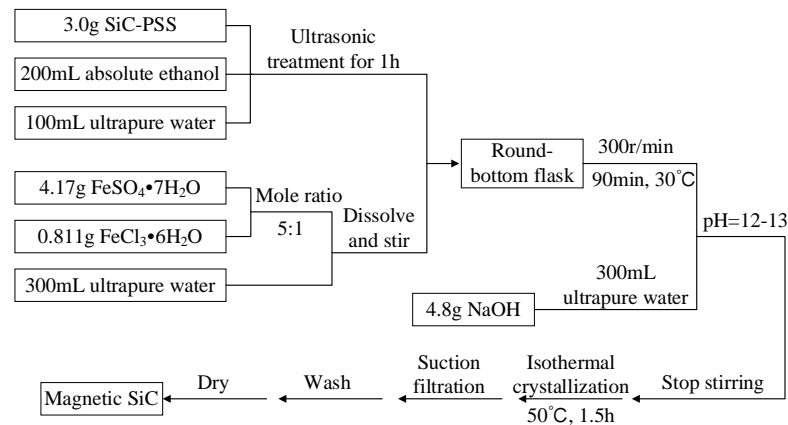 3.0g SiC-PSS
200mL absolute ethanol
100mL ultrapure water
Ultrasonic
treatment for 1h
4.17g FeSO₄•7H₂O
0.811g FeCl₃•6H₂O
300mL ultrapure water
Mole ratio
5:1
Dissolve
and stir
Round-
bottom flask
300r/min
90min, 30℃
pH=12-13
4.8g NaOH
300mL
ultrapure water
Stop stirring
Isothermal
crystallization
50℃, 1.5h
Suction
filtration
Wash
Dry
Magnetic SiC